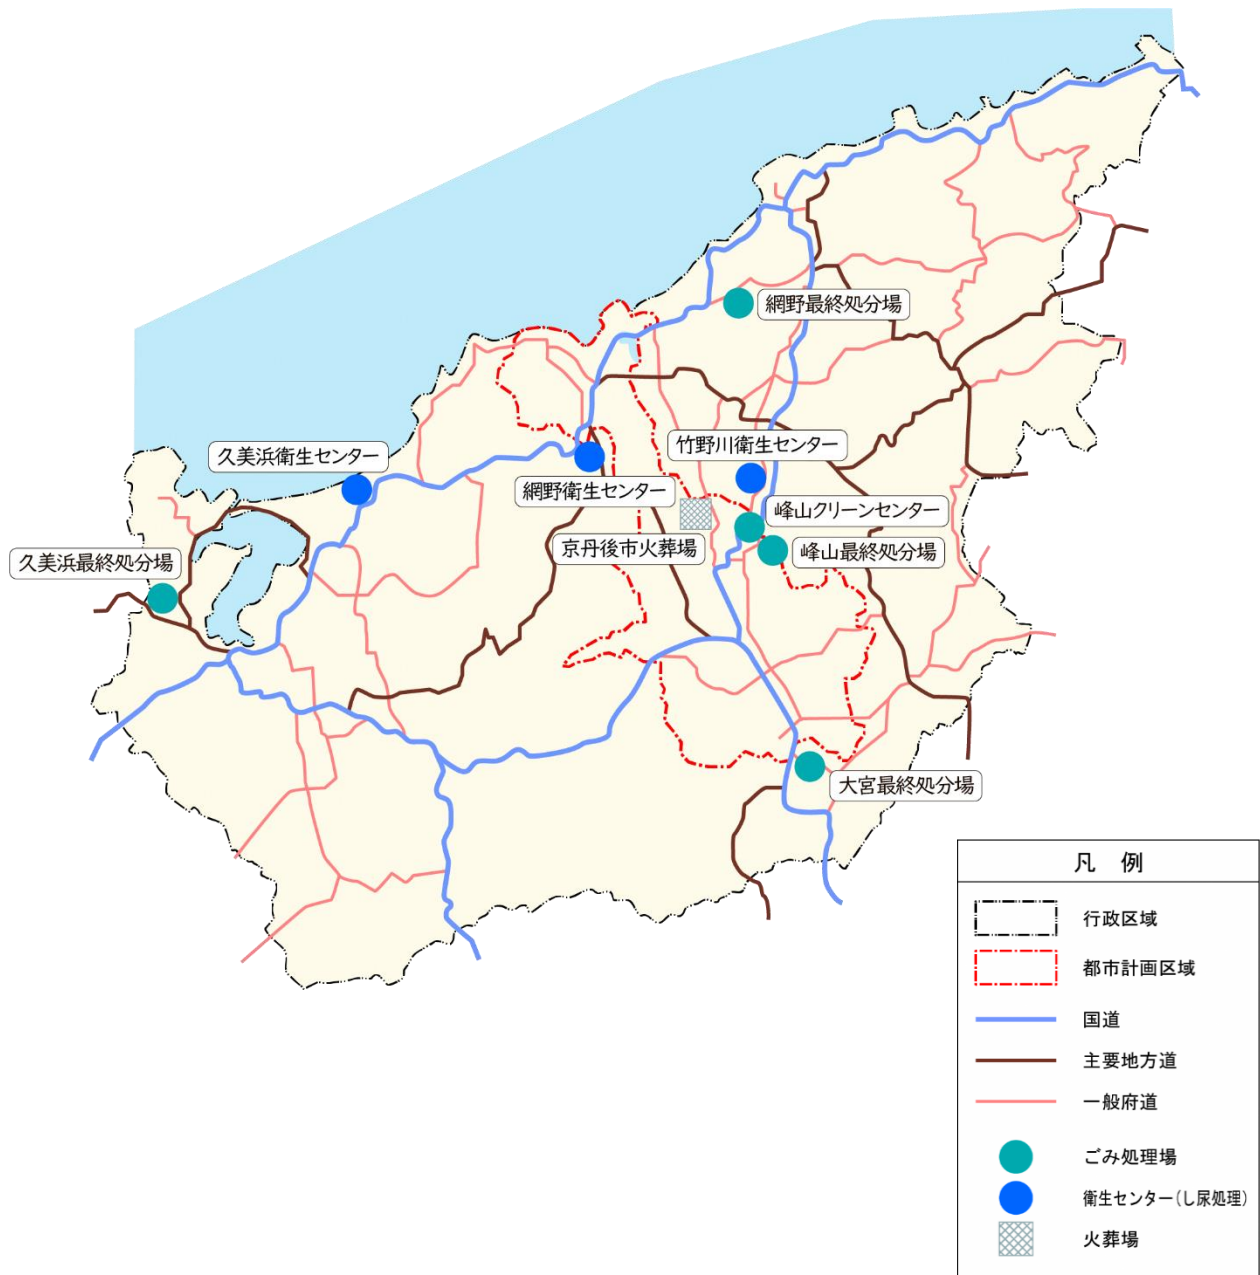 網野最終処分場
久美浜衛生センター
竹野川衛生センター
網野衛生センター
峰山クリーンセンター
京丹後市火葬場
峰山最終処分場
久美浜最終処分場
大宮最終処分場
凡 例
行政区域
都市計画区域
国道
主要地方道
一般府道
ごみ処理場
衛生センター(し尿処理)
火葬場